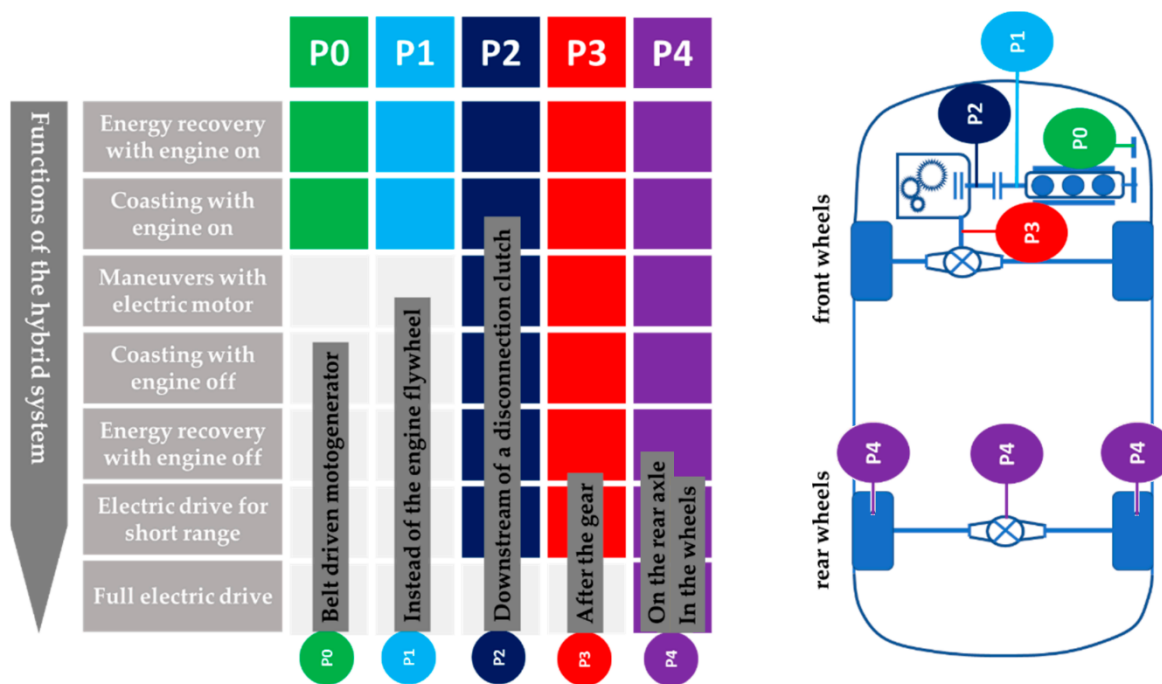 P0 P1 P2 P3 P4
Functions of the hybrid system
Energy recovery
with engine on
Coasting with
engine on
Maneuvers with
electric motor
Coasting with
engine off
Energy recovery
with engine off
Electric drive for
short range
Full electric drive
Belt driven motogenerator
Instead of the engine flywheel
Downstream of a disconnection clutch
After the gear
On the rear axle
In the wheels
P0 P1 P2 P3 P4
P1
P2
P0
P3
front wheels
P4 P4 P4
rear wheels